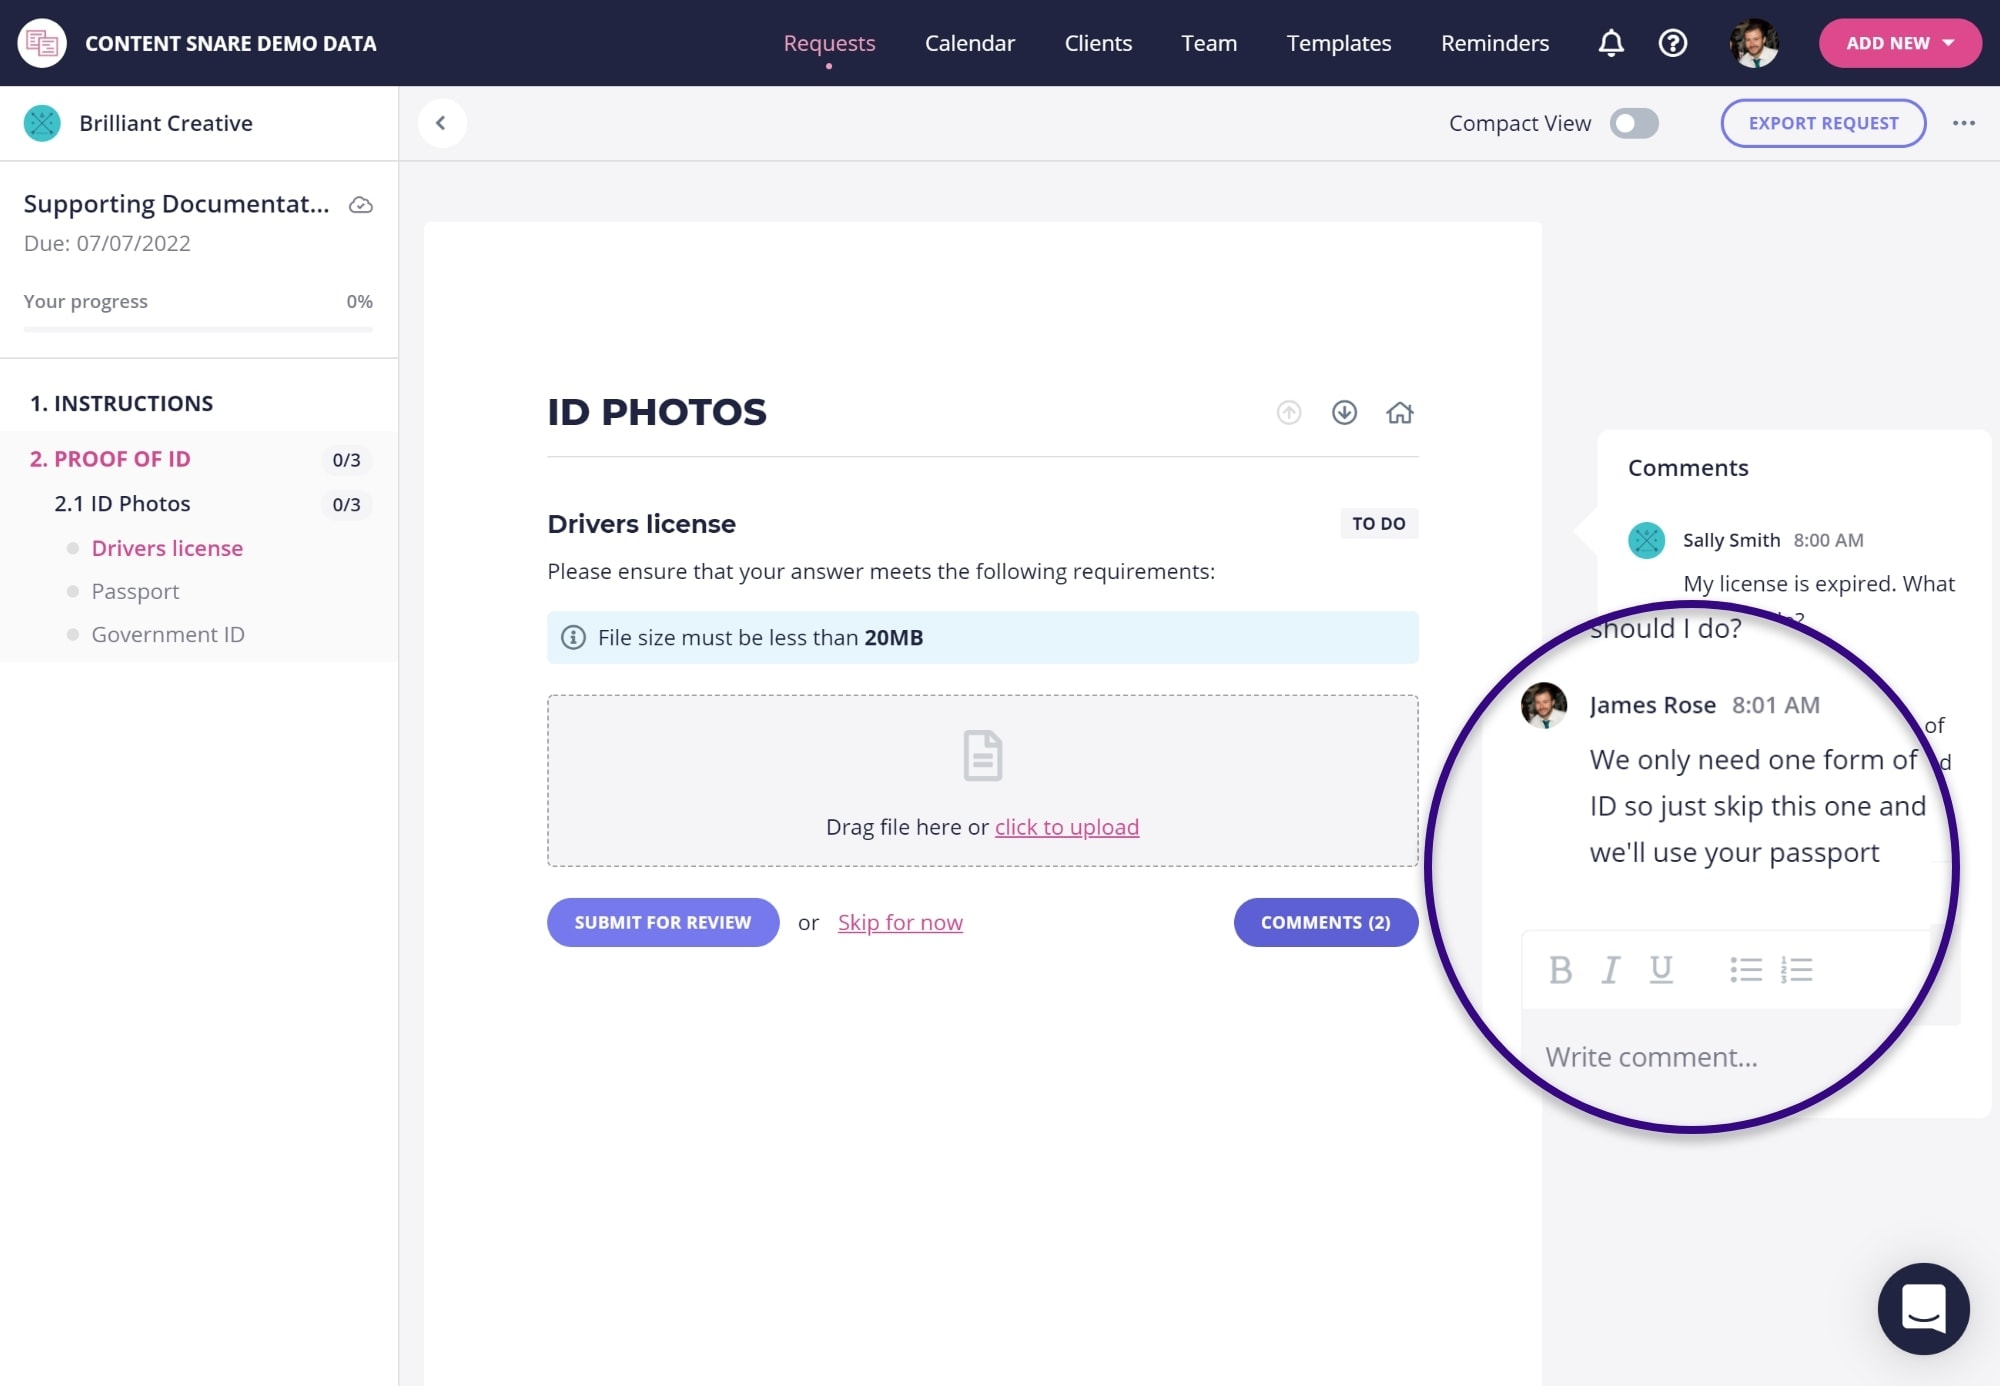 CONTENT SNARE DEMO DATA
Requests
Calendar
Clients
Team
Templates
Reminders
ADD NEW
Brilliant Creative
Compact View
EXPORT REQUEST
Supporting Documentat...
Due: 07/07/2022
Your progress 0%
1. INSTRUCTIONS
2. PROOF OF ID 0/3
2.1 ID Photos 0/3
Drivers license
Passport
Government ID
ID PHOTOS
Drivers license
TO DO
Please ensure that your answer meets the following requirements:
File size must be less than 20MB
Drag file here or click to upload
SUBMIT FOR REVIEW or Skip for now
COMMENTS (2)
Comments
Sally Smith 8:00 AM
My license is expired. What
should I do?
James Rose 8:01 AM
We only need one form of
ID so just skip this one and
we'll use your passport
B I U
Write comment...